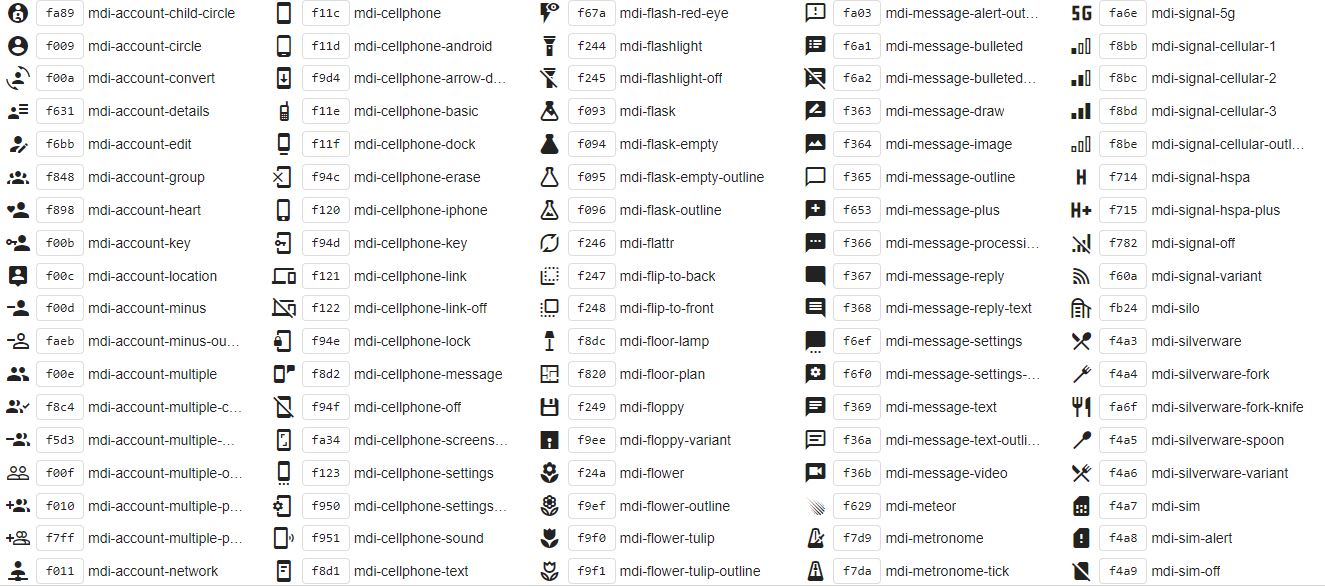 fa89 mdi-account-child-circle
f009 mdi-account-circle
f00a mdi-account-convert
f631 mdi-account-details
f6bb mdi-account-edit
f848 mdi-account-group
f898 mdi-account-heart
f00b mdi-account-key
f00c mdi-account-location
f00d mdi-account-minus
faeb mdi-account-minus-ou…
f00e mdi-account-multiple
f8c4 mdi-account-multiple-c…
f5d3 mdi-account-multiple-…
f00f mdi-account-multiple-o…
f010 mdi-account-multiple-p…
f7ff mdi-account-multiple-p…
f011 mdi-account-network
f11c mdi-cellphone
f11d mdi-cellphone-android
f9d4 mdi-cellphone-arrow-d…
f11e mdi-cellphone-basic
f11f mdi-cellphone-dock
f94c mdi-cellphone-erase
f120 mdi-cellphone-iphone
f94d mdi-cellphone-key
f121 mdi-cellphone-link
f122 mdi-cellphone-link-off
f94e mdi-cellphone-lock
f8d2 mdi-cellphone-message
f94f mdi-cellphone-off
fa34 mdi-cellphone-screens…
f123 mdi-cellphone-settings
f950 mdi-cellphone-settings…
f951 mdi-cellphone-sound
f8d1 mdi-cellphone-text
f67a mdi-flash-red-eye
f244 mdi-flashlight
f245 mdi-flashlight-off
f093 mdi-flask
f094 mdi-flask-empty
f095 mdi-flask-empty-outline
f096 mdi-flask-outline
f246 mdi-flattr
f247 mdi-flip-to-back
f248 mdi-flip-to-front
f8dc mdi-floor-lamp
f820 mdi-floor-plan
f249 mdi-floppy
f9ee mdi-floppy-variant
f24a mdi-flower
f9ef mdi-flower-outline
f9f0 mdi-flower-tulip
f9f1 mdi-flower-tulip-outline
fa03 mdi-message-alert-out…
f6a1 mdi-message-bulleted
f6a2 mdi-message-bulleted…
f363 mdi-message-draw
f364 mdi-message-image
f365 mdi-message-outline
f653 mdi-message-plus
f366 mdi-message-processi…
f367 mdi-message-reply
f368 mdi-message-reply-text
f6ef mdi-message-settings
f6f0 mdi-message-settings-…
f369 mdi-message-text
f36a mdi-message-text-outli…
f36b mdi-message-video
f629 mdi-meteor
f7d9 mdi-metronome
f7da mdi-metronome-tick
5G fa6e mdi-signal-5g
f8bb mdi-signal-cellular-1
f8bc mdi-signal-cellular-2
f8bd mdi-signal-cellular-3
f8be mdi-signal-cellular-outl…
H f714 mdi-signal-hspa
H+ f715 mdi-signal-hspa-plus
f782 mdi-signal-off
f60a mdi-signal-variant
fb24 mdi-silo
f4a3 mdi-silverware
f4a4 mdi-silverware-fork
fa6f mdi-silverware-fork-knife
f4a5 mdi-silverware-spoon
f4a6 mdi-silverware-variant
f4a7 mdi-sim
f4a8 mdi-sim-alert
f4a9 mdi-sim-off